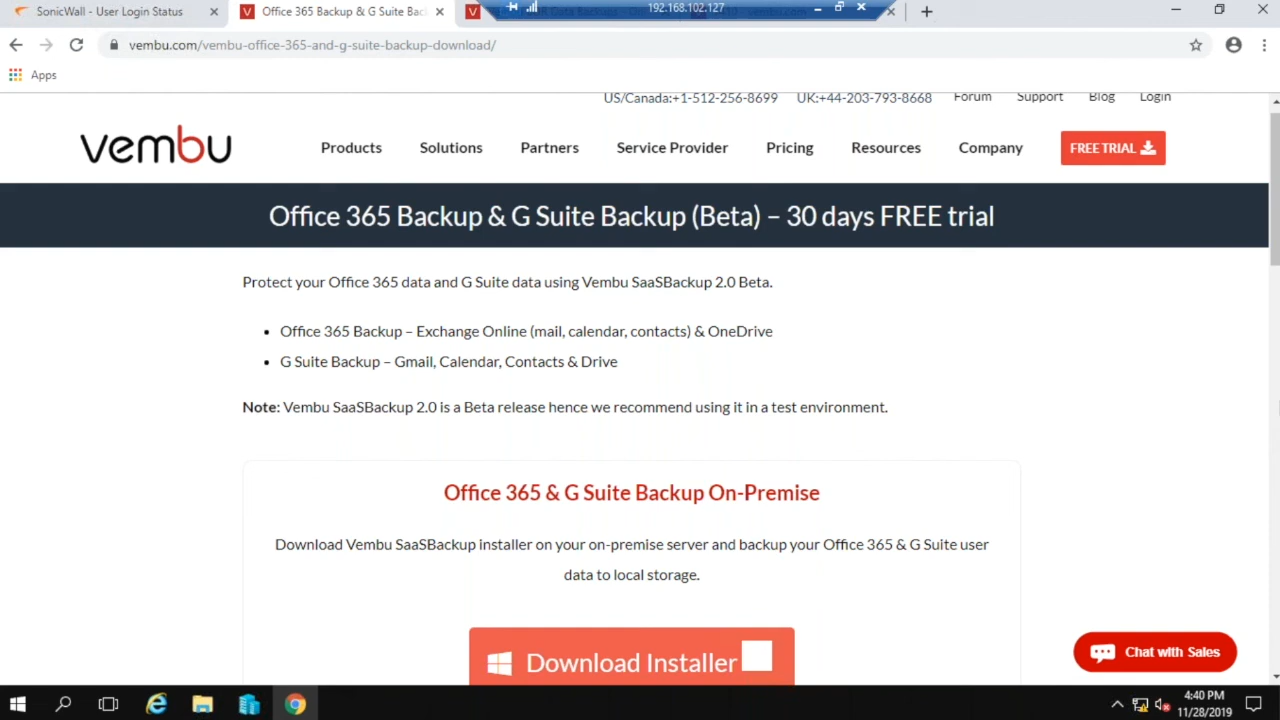 SonicWall - User Login Status
Office 365 Backup & G Suite Bac
192.168.102.127
vembu.com/vembu-office-365-and-g-suite-backup-download/
Apps
US/Canada:+1-512-256-8699 UK:+44-203-793-8668 Forum Support Blog Login
vembu
Products Solutions Partners Service Provider Pricing Resources Company FREE TRIAL
Office 365 Backup & G Suite Backup (Beta) – 30 days FREE trial
Protect your Office 365 data and G Suite data using Vembu SaaSBackup 2.0 Beta.
• Office 365 Backup – Exchange Online (mail, calendar, contacts) & OneDrive
• G Suite Backup – Gmail, Calendar, Contacts & Drive
Note: Vembu SaaSBackup 2.0 is a Beta release hence we recommend using it in a test environment.
Office 365 & G Suite Backup On-Premise
Download Vembu SaaSBackup installer on your on-premise server and backup your Office 365 & G Suite user
data to local storage.
Download Installer
Chat with Sales
4:40 PM
11/28/2019